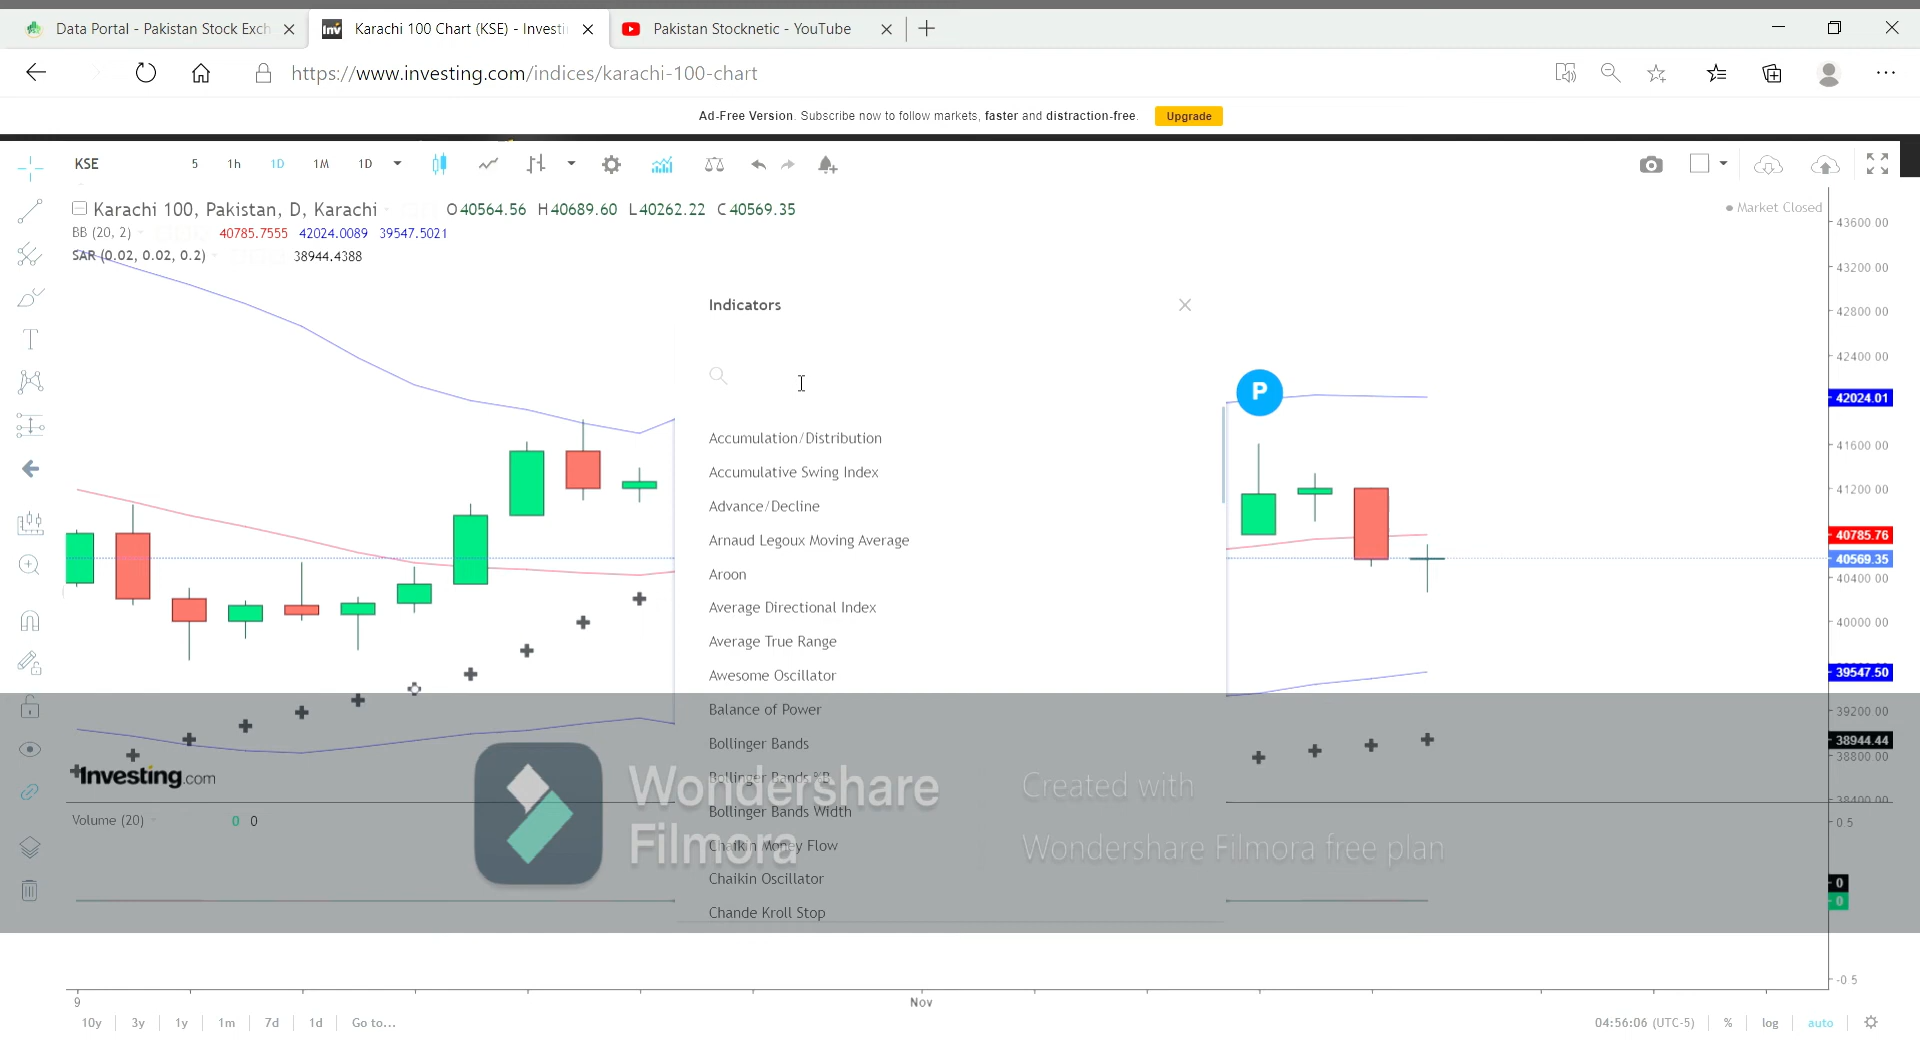 Data Portal - Pakistan Stock Exch
Karachi 100 Chart (KSE) - Investi
Pakistan Stocknetic - YouTube
https://www.investing.com/indices/karachi-100-chart
Ad-Free Version. Subscribe now to follow markets, faster and distraction-free.
Upgrade
KSE
5 1h 1D 1M 1D
Karachi 100, Pakistan, D, Karachi
O40564.56 H40689.60 L40262.22 C40569.35
Market Closed
BB (20, 2) 40785.7555 42024.0089 39547.5021
SAR (0.02, 0.02, 0.2) 38944.4388
Indicators
Accumulation/Distribution
Accumulative Swing Index
Advance/Decline
Arnaud Legoux Moving Average
Aroon
Average Directional Index
Average True Range
Awesome Oscillator
Balance of Power
Bollinger Bands
Bollinger Bands %B
Bollinger Bands Width
Chaikin Money Flow
Chaikin Oscillator
Chande Kroll Stop
P
43600.00
43200.00
42800.00
42400.00
42024.01
41600.00
41200.00
40785.76
40569.35
40400.00
40000.00
39547.50
39200.00
38944.44
38800.00
38400.00
0.5
0
0
-0.5
Investing.com
Volume (20) 0 0
Wondershare
Filmora
Created with
Wondershare Filmora free plan
9
Nov
10y 3y 1y 1m 7d 1d Go to...
04:56:06 (UTC-5) % log auto